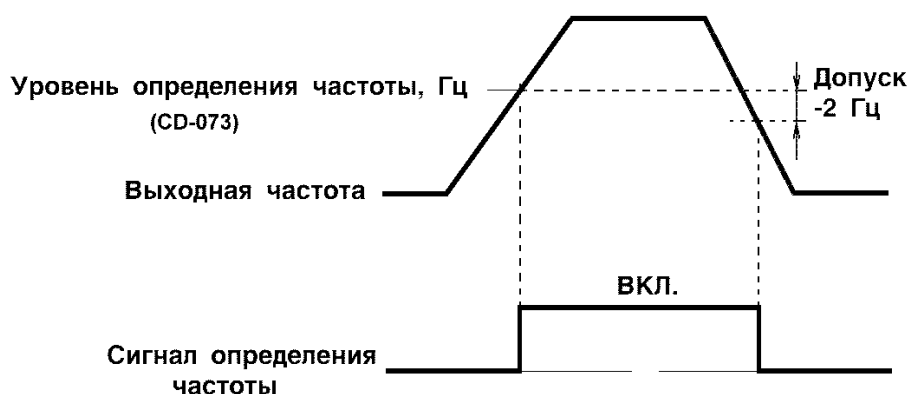 Уровень определения частоты, Гц
(CD-073)
Допуск
-2 Гц
Выходная частота
ВКЛ.
Сигнал определения
частоты